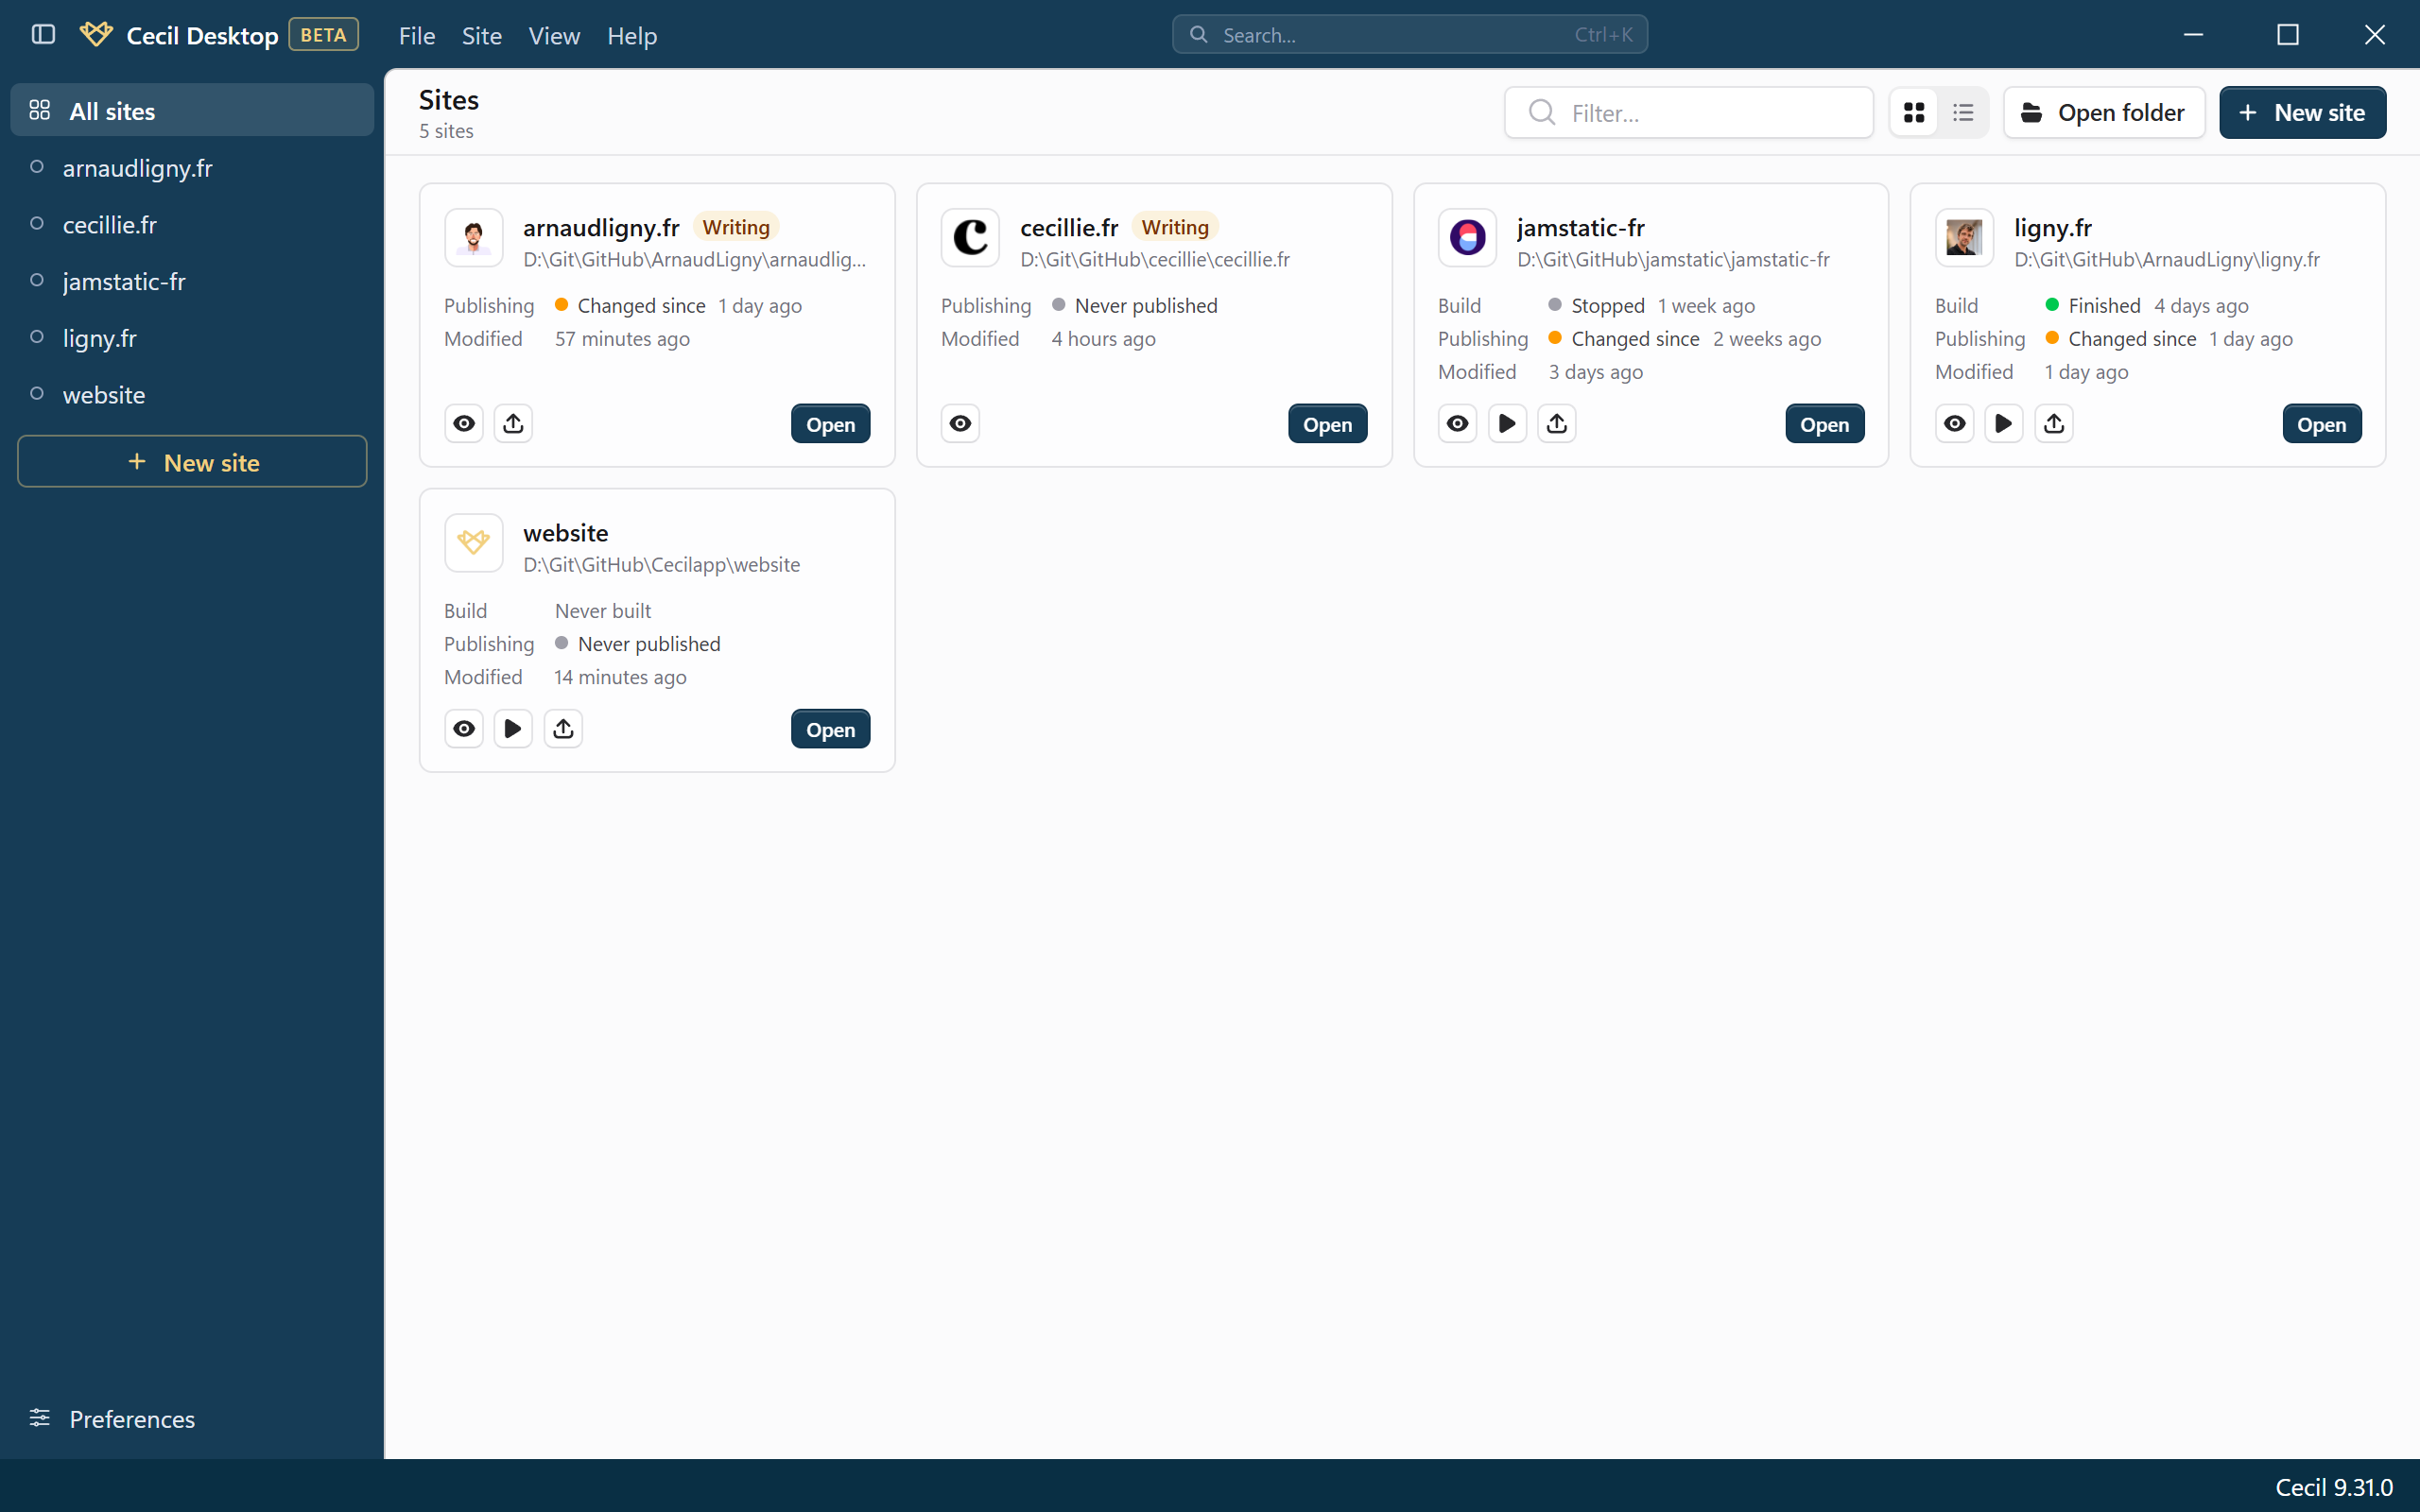 Cecil Desktop BETA File Site View Help Search... Ctrl+K
All sites
arnaudligny.fr
cecillie.fr
jamstatic-fr
ligny.fr
website
+ New site
Preferences
Sites
5 sites
Filter...
Open folder
+ New site
arnaudligny.fr Writing
D:\Git\GitHub\ArnaudLigny\arnaudlig...
Publishing Changed since 1 day ago
Modified 57 minutes ago
Open
cecillie.fr Writing
D:\Git\GitHub\cecillie\cecillie.fr
Publishing Never published
Modified 4 hours ago
Open
jamstatic-fr
D:\Git\GitHub\jamstatic\jamstatic-fr
Build Stopped 1 week ago
Publishing Changed since 2 weeks ago
Modified 3 days ago
Open
ligny.fr
D:\Git\GitHub\ArnaudLigny\ligny.fr
Build Finished 4 days ago
Publishing Changed since 1 day ago
Modified 1 day ago
Open
website
D:\Git\GitHub\Cecilapp\website
Build Never built
Publishing Never published
Modified 14 minutes ago
Open
Cecil 9.31.0